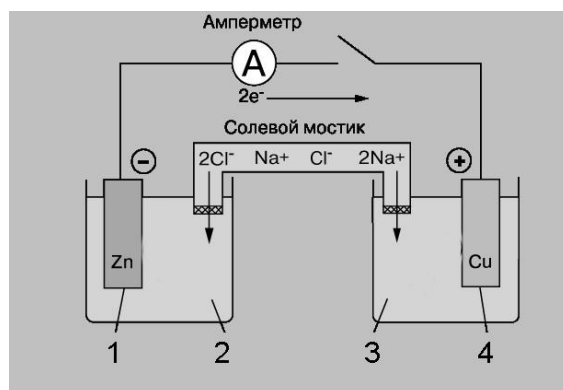 Амперметр
A
2e⁻
Солевой мостик
2Cl⁻ Na+ Cl⁻ 2Na+
− +
Zn Cu
1 2 3 4